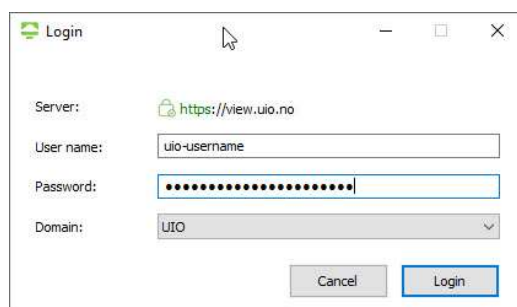 Login
Server: https://view.uio.no
User name: uio-username
Password: ●●●●●●●●●●●●●●●●●●●●●●●
Domain: UIO
Cancel Login